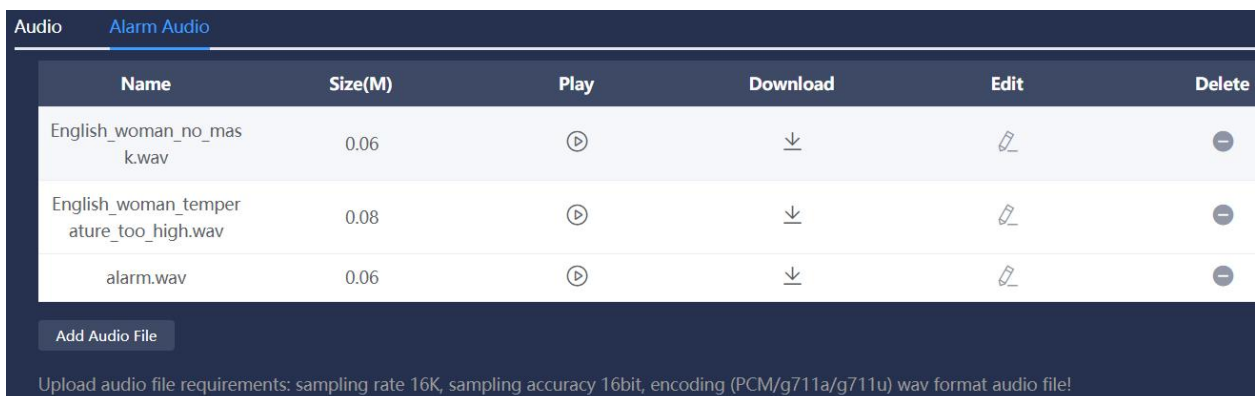 Audio Alarm Audio
Name Size(M) Play Download Edit Delete
English_woman_no_mas
k.wav
0.06
English_woman_temper
ature_too_high.wav
0.08
alarm.wav 0.06
Add Audio File
Upload audio file requirements: sampling rate 16K, sampling accuracy 16bit, encoding (PCM/g711a/g711u) wav format audio file!